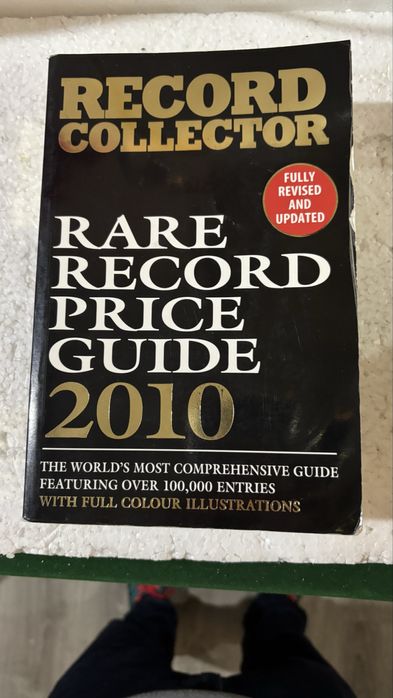 RECORD
COLLECTOR
FULLY
REVISED
AND
UPDATED
RARE
RECORD
PRICE
GUIDE
2010
THE WORLD'S MOST COMPREHENSIVE GUIDE
FEATURING OVER 100,000 ENTRIES
WITH FULL COLOUR ILLUSTRATIONS